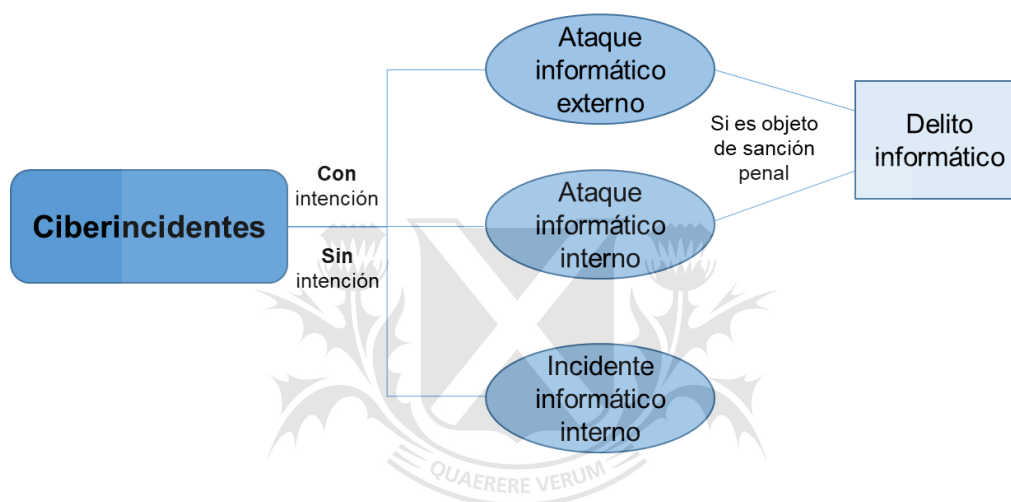 Ataque
informático
externo
Si es objeto
de sanción
penal
Delito
informático
Con
intención
Ciberincidentes
Sin
intención
Ataque
informático
interno
Incidente
informático
interno
QUAERERE VERUM